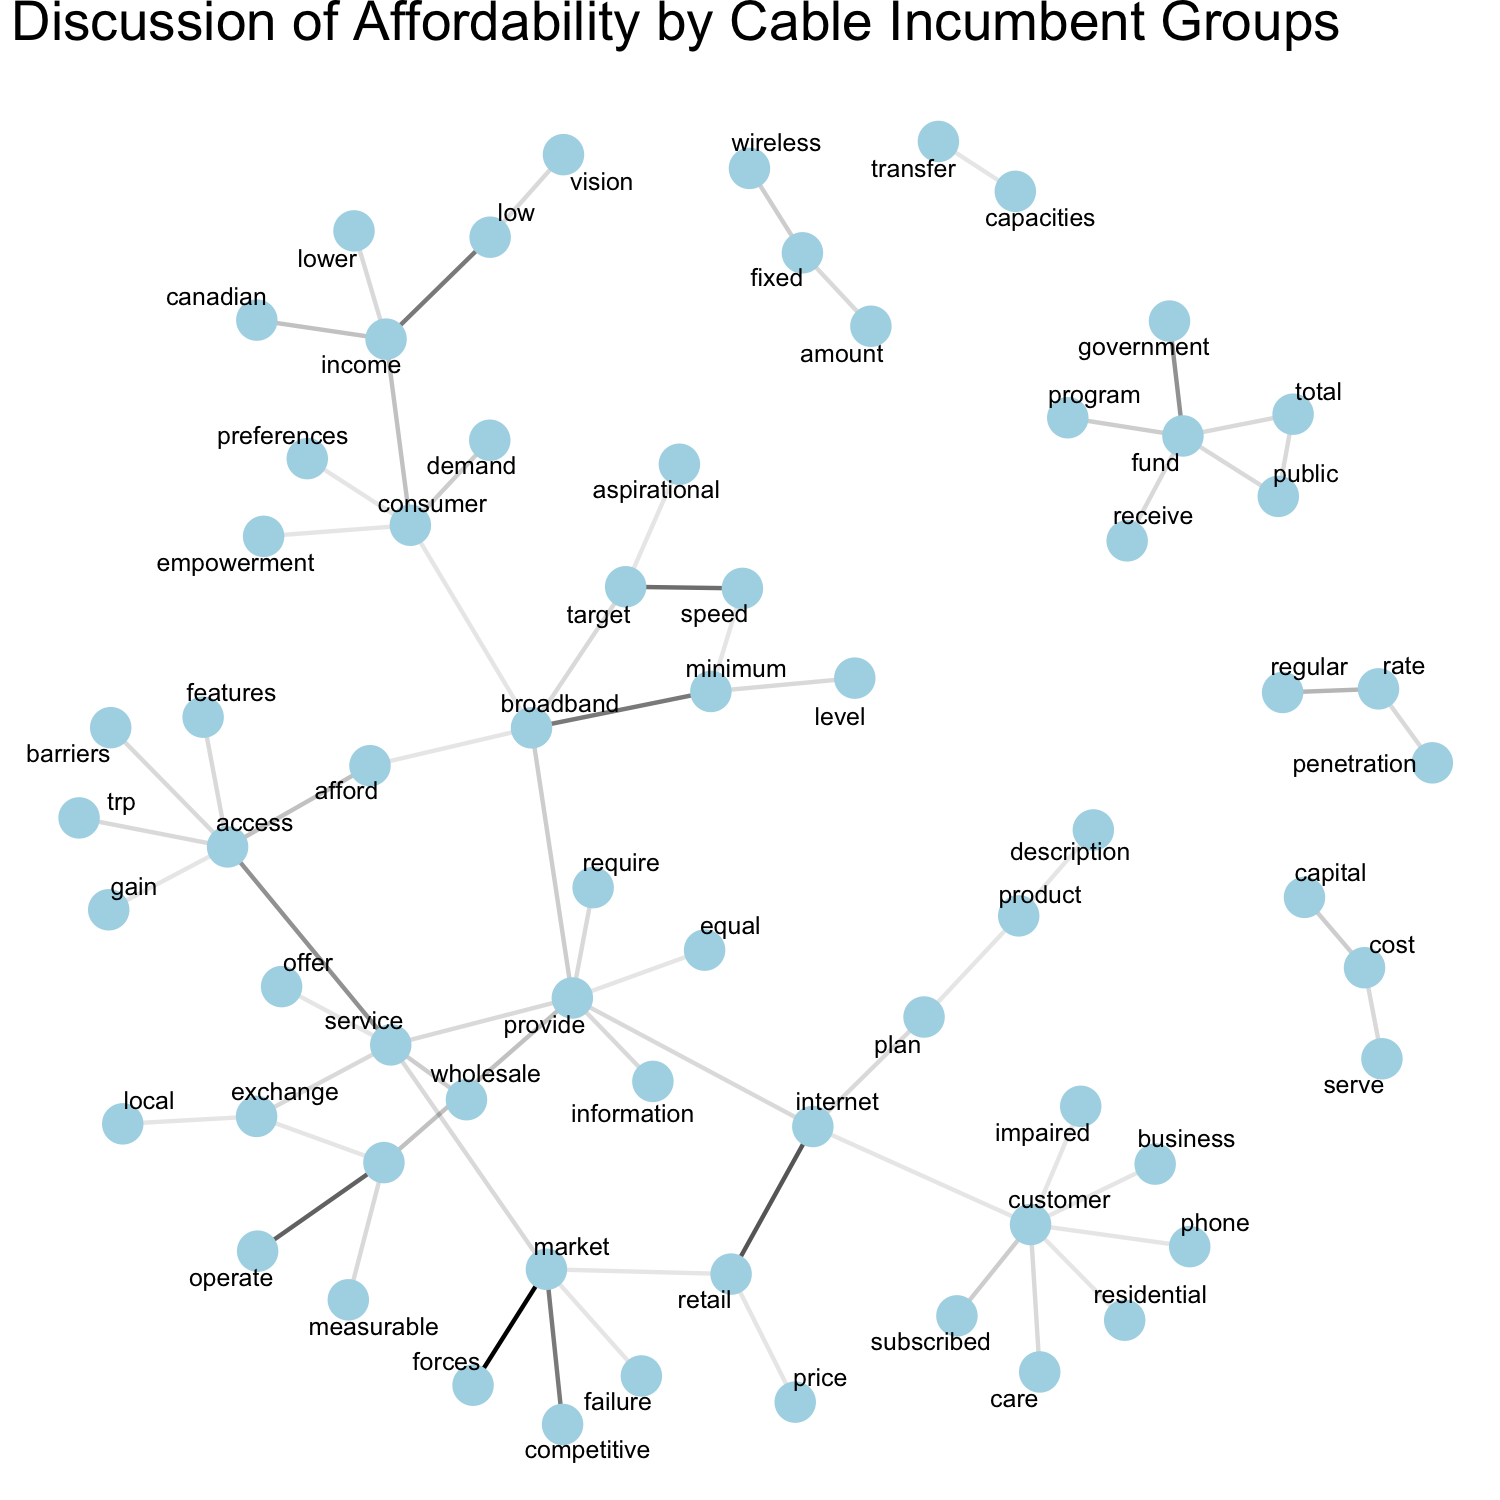 Discussion of Affordability by Cable Incumbent Groups
wireless
transfer
vision
low
capacities
lower
fixed
canadian
government
amount
income
total
program
preferences
demand
fund
public
aspirational
consumer
receive
empowerment
target
speed
regular
rate
minimum
features
broadband
level
barriers
penetration
afford
trp
access
description
require
capital
gain
product
equal
cost
offer
service
provide
plan
wholesale
serve
exchange
local
internet
information
impaired
business
customer
phone
market
operate
residential
retail
measurable
subscribed
forces
price
care
failure
competitive